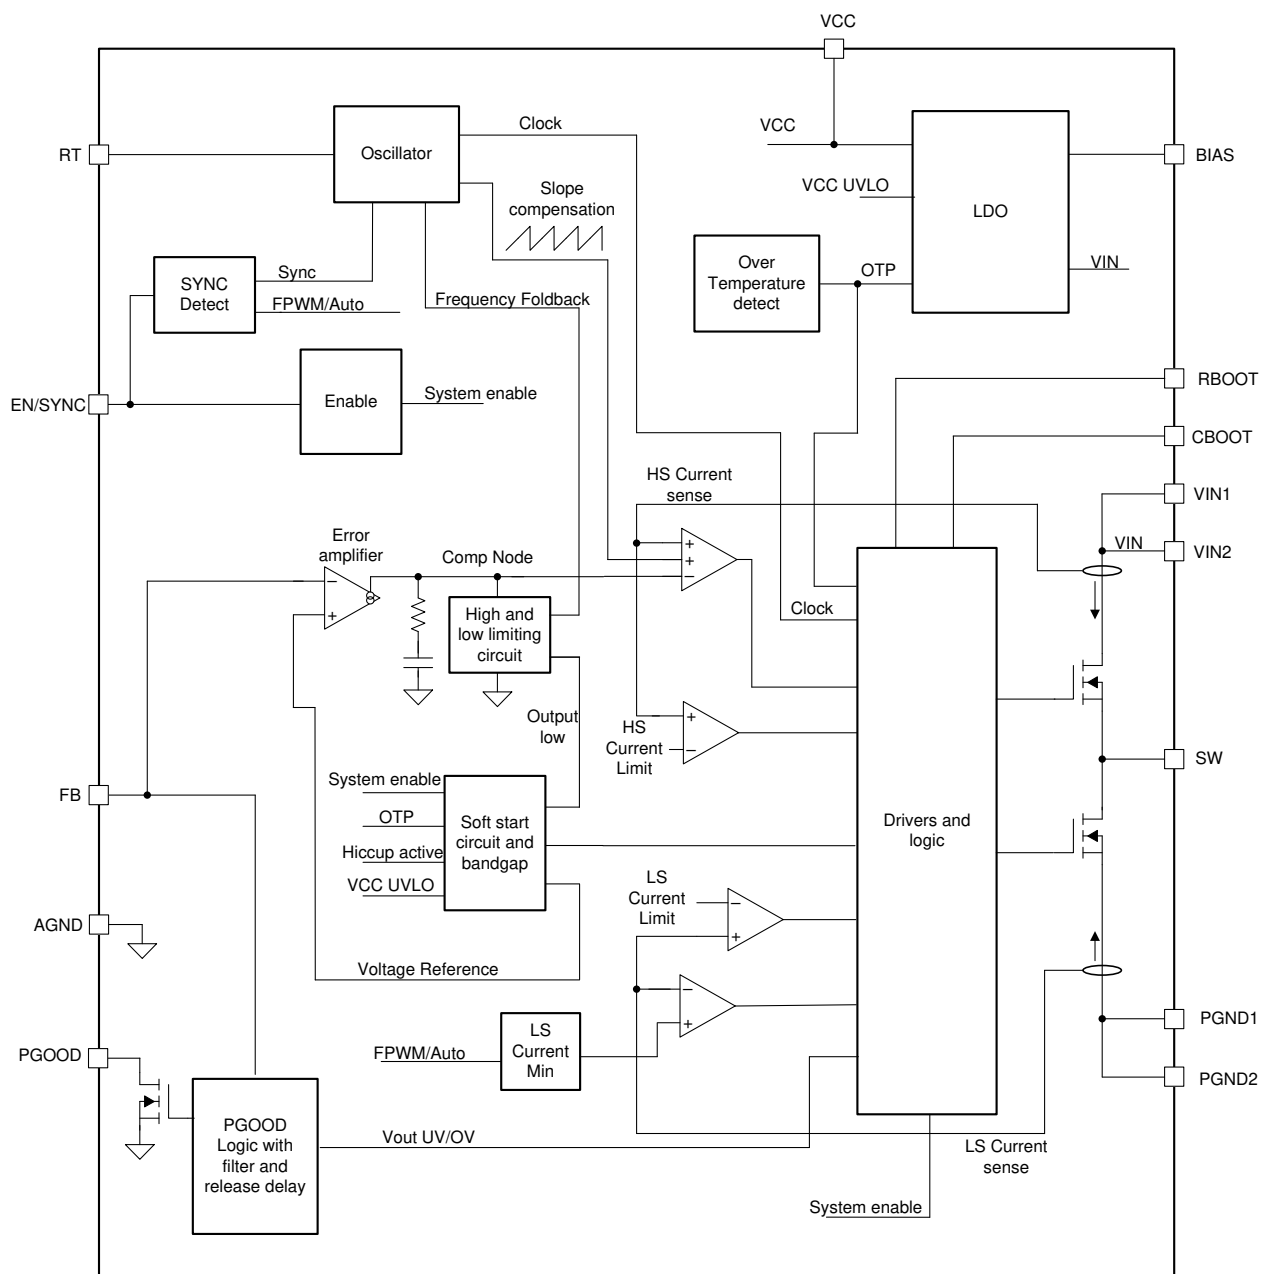 VCC
RT
Oscillator
Clock
VCC
BIAS
VCC UVLO
LDO
Slope
compensation
Over
Temperature
detect
OTP
VIN
SYNC
Detect
Sync
FPWM/Auto
Frequency Foldback
RBOOT
EN/SYNC
Enable
System enable
CBOOT
HS Current
sense
VIN1
Error
amplifier
Comp Node
+
+
−
VIN
VIN2
−
+
High and
low limiting
circuit
Clock
Output
low
HS
Current
Limit
+
−
SW
System enable
FB
OTP
Soft start
circuit and
bandgap
Drivers and
logic
Hiccup active
VCC UVLO
LS
Current
Limit
−
+
AGND
Voltage Reference
−
+
PGND1
LS
Current
Min
FPWM/Auto
PGOOD
PGND2
PGOOD
Logic with
filter and
release delay
Vout UV/OV
LS Current
sense
System enable